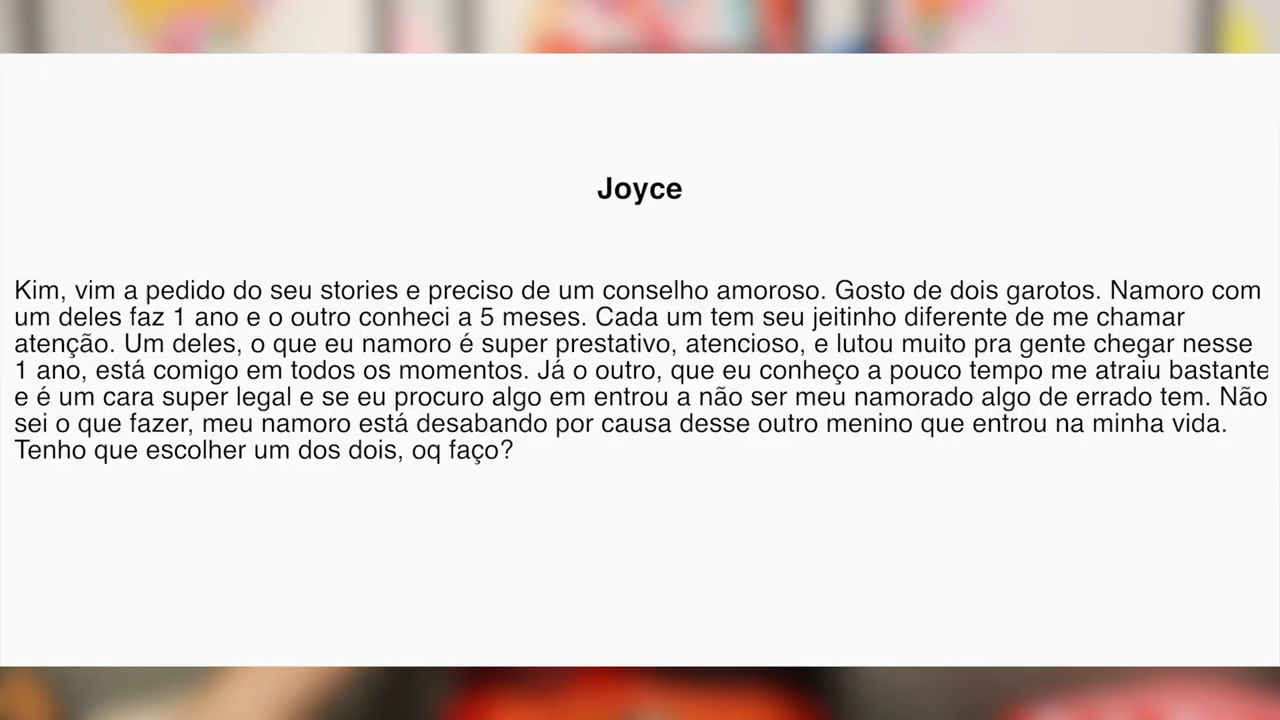 Joyce
Kim, vim a pedido do seu stories e preciso de um conselho amoroso. Gosto de dois garotos. Namoro com
um deles faz 1 ano e o outro conheci a 5 meses. Cada um tem seu jeitinho diferente de me chamar
atenção. Um deles, o que eu namoro é super prestativo, atencioso, e lutou muito pra gente chegar nesse
1 ano, está comigo em todos os momentos. Já o outro, que eu conheço a pouco tempo me atraiu bastante
e é um cara super legal e se eu procuro algo em entrou a não ser meu namorado algo de errado tem. Não
sei o que fazer, meu namoro está desabando por causa desse outro menino que entrou na minha vida.
Tenho que escolher um dos dois, oq faço?